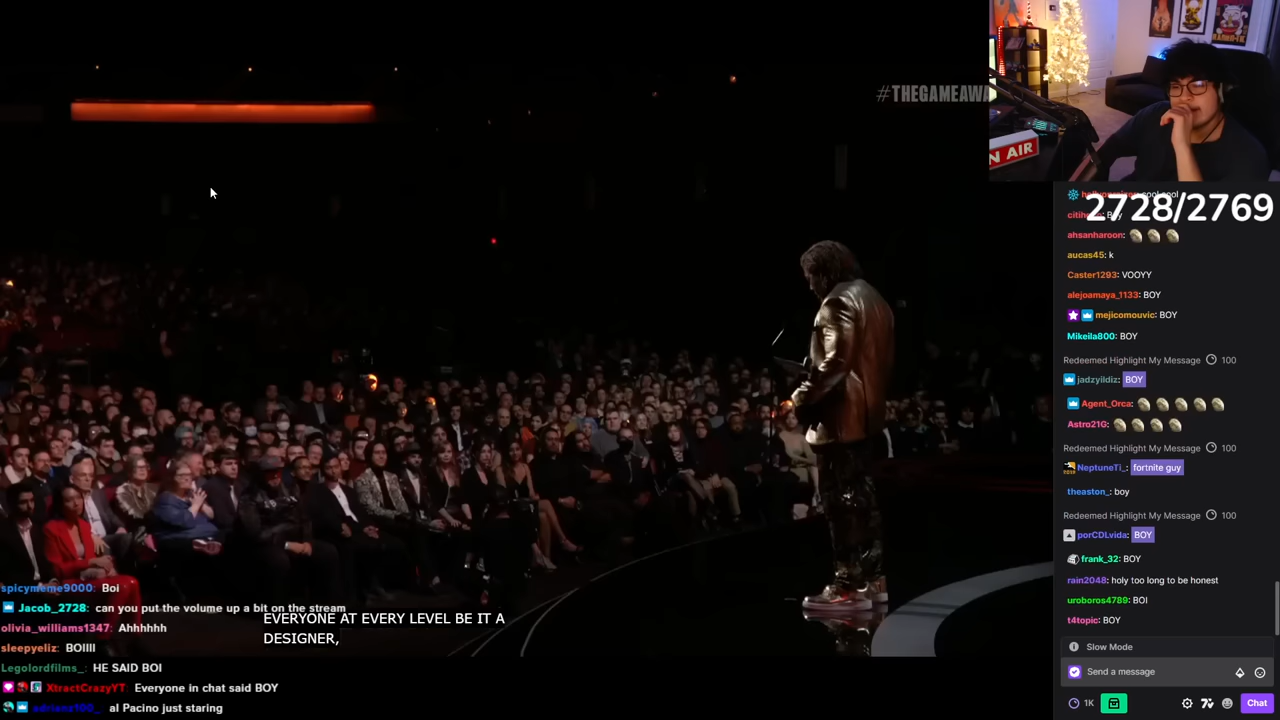 #THEGAMEAWA
N AIR
2728/2769
cool cool
ahsanharoon:
aucas45: k
Caster1293: VOOYY
alejoamaya_1133: BOY
mejicomouvic: BOY
Mikeila800: BOY
Redeemed Highlight My Message 100
jadzyildiz: BOY
Agent_Orca:
Astro21G:
Redeemed Highlight My Message 100
NeptuneTi_: fortnite guy
theaston_: boy
Redeemed Highlight My Message 100
porCDLvida: BOY
frank_32: BOY
rain2048: holy too long to be honest
uroboros4789: BOI
t4topic: BOY
Slow Mode
Send a message
1K
Chat
spicymeme9000: Boi
Jacob_2728: can you put the volume up a bit on the stream
olivia_williams1347: Ahhhhhh
sleepyeliz: BOIIII
Legolordfilms_: HE SAID BOI
XtractCrazyYT Everyone in chat said BOY
al Pacino just staring
EVERYONE AT EVERY LEVEL BE IT A
DESIGNER,